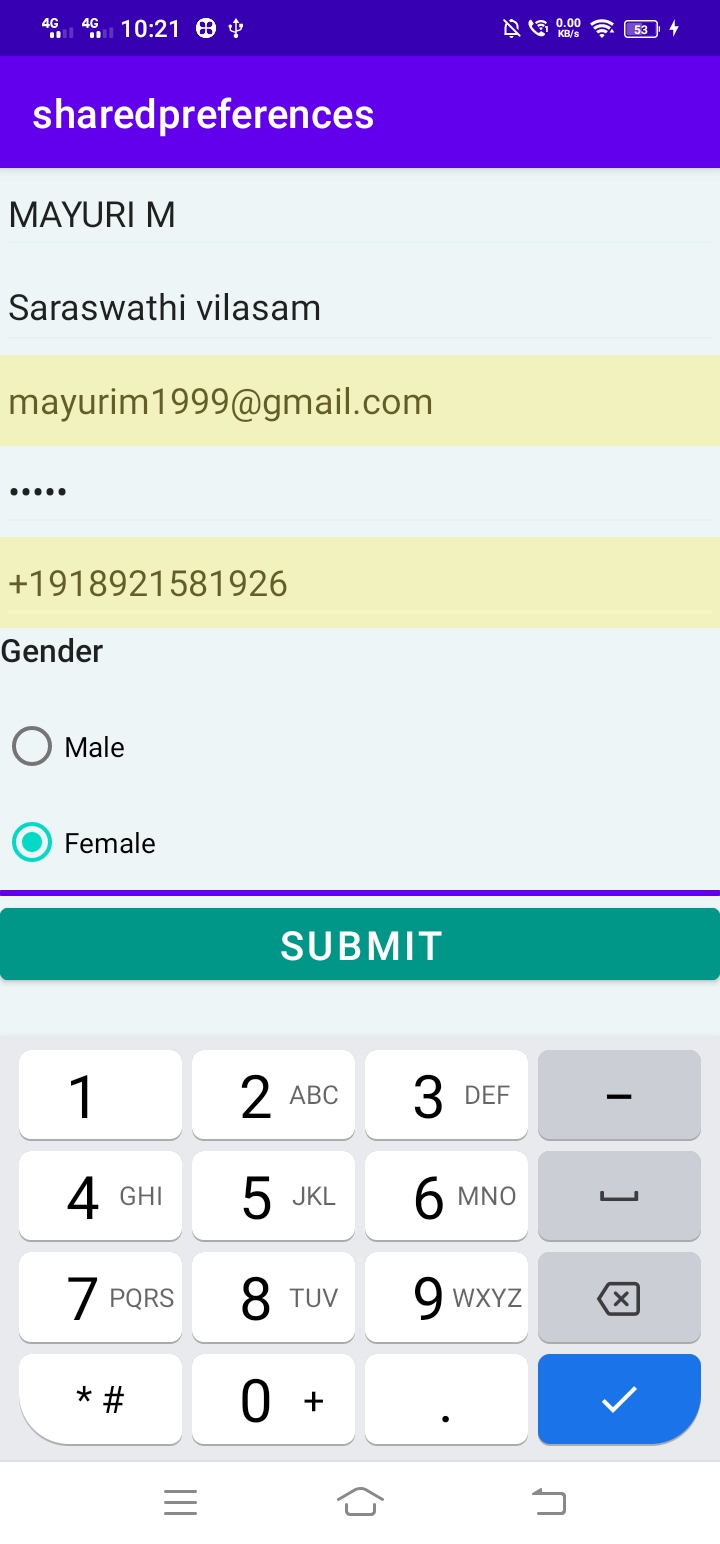 4G 4G 10:21 0.00 KB/s 53
sharedpreferences
MAYURI M
Saraswathi vilasam
mayurim1999@gmail.com
•••••
+1918921581926
Gender
Male
Female
SUBMIT
1 2 ABC 3 DEF –
4 GHI 5 JKL 6 MNO
7 PQRS 8 TUV 9 WXYZ
* # 0 + .